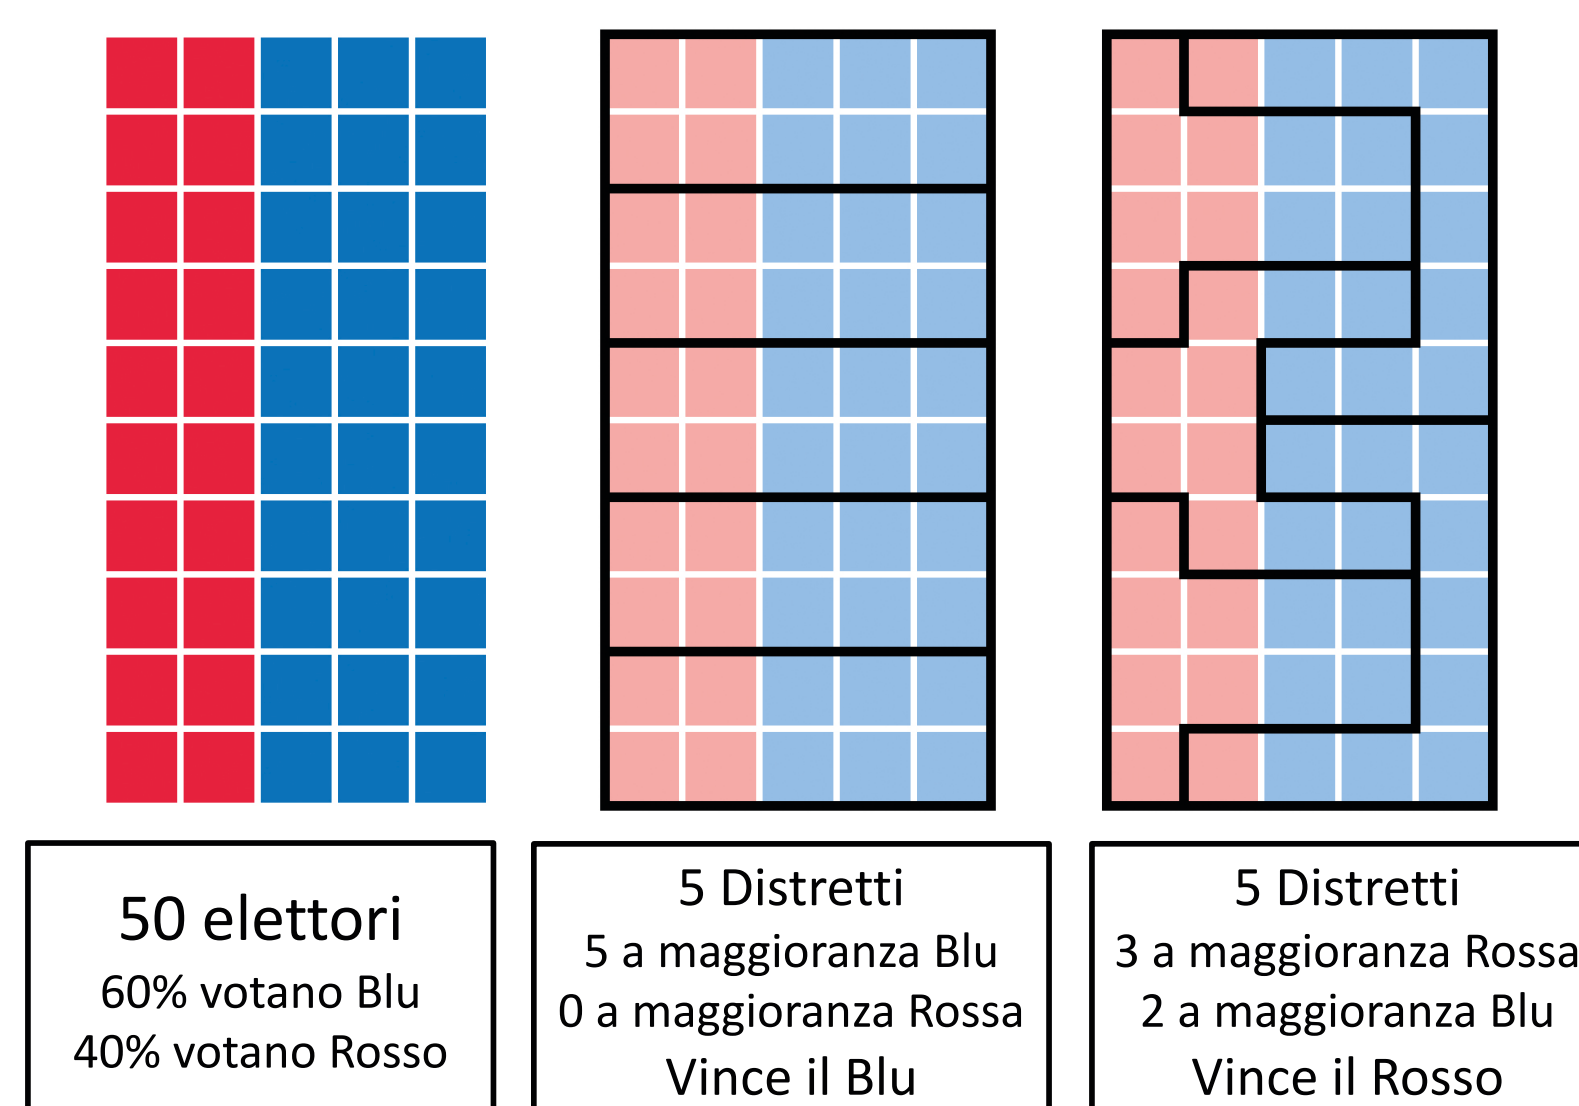 50 elettori
60% votano Blu
40% votano Rosso
5 Distretti
5 a maggioranza Blu
0 a maggioranza Rossa
Vince il Blu
5 Distretti
3 a maggioranza Rossa
2 a maggioranza Blu
Vince il Rosso